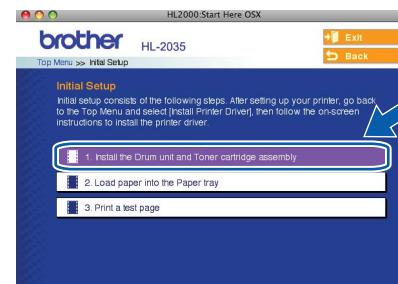 HL2000:Start Here OSX
brother HL-2035
Exit
Back
Top Menu >> Initial Setup
Initial Setup
Initial setup consists of the following steps. After setting up your printer, go back
to the Top Menu and select [Install Printer Driver], then follow the on-screen
instructions to install the printer driver.
1. Install the Drum unit and Toner cartridge assembly
2. Load paper into the Paper tray
3. Print a test page